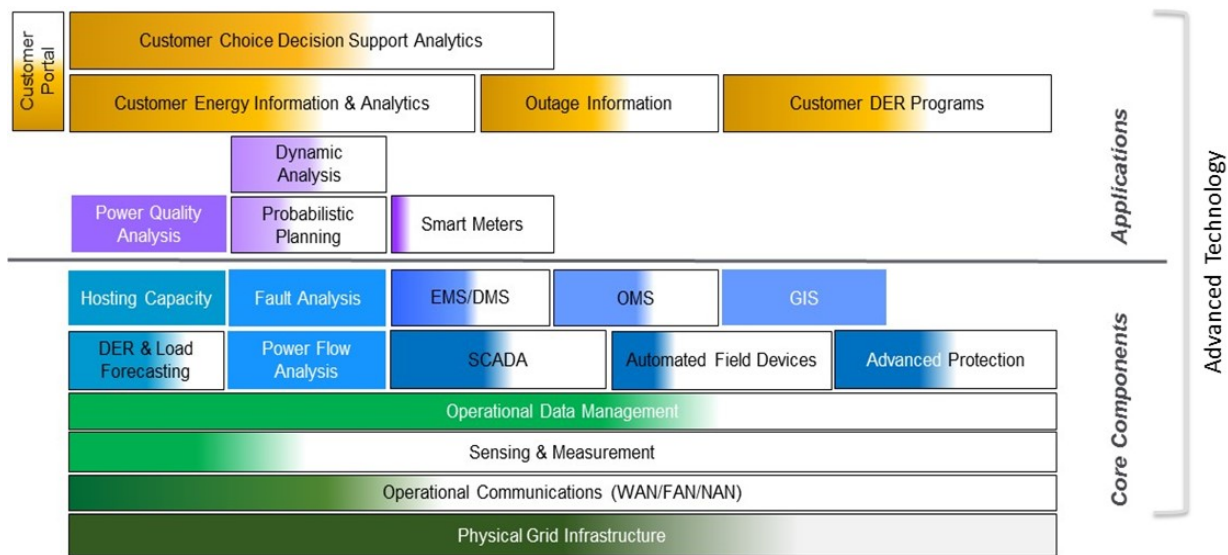 Customer
Portal
Customer Choice Decision Support Analytics
Customer Energy Information & Analytics
Outage Information
Customer DER Programs
Dynamic
Analysis
Power Quality
Analysis
Probabilistic
Planning
Smart Meters
Applications
Hosting Capacity
Fault Analysis
EMS/DMS
OMS
GIS
DER & Load
Forecasting
Power Flow
Analysis
SCADA
Automated Field Devices
Advanced Protection
Operational Data Management
Sensing & Measurement
Operational Communications (WAN/FAN/NAN)
Physical Grid Infrastructure
Core Components
Advanced Technology